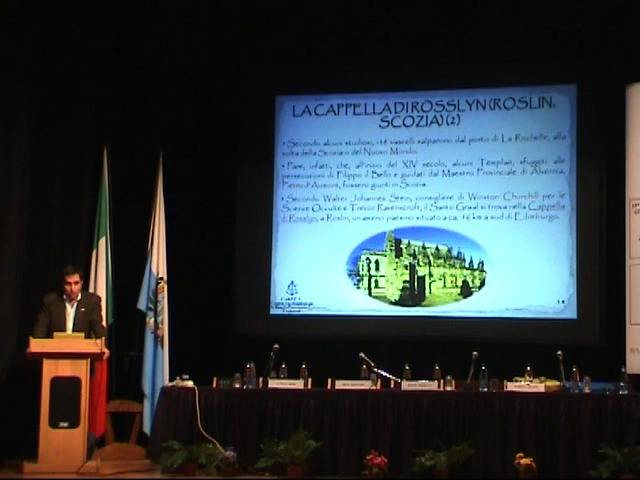 LA CAPPELLA DI ROSSLYN (ROSLIN,
SCOZIA) (2)
• Secondo alcuni studiosi, i 18 vascelli salparono dal porto di La Rochelle, alla
volta della Scozia o del Nuovo Mondo.
• Pare, infatti, che, all'inizio del XIV secolo, alcuni Templari, sfuggiti alle
persecuzioni di Filippo il Bello e guidati dal Maestro Provinciale di Alvernia,
Pietro d'Aumont, fossero giunti in Scozia.
• Secondo Walter Johannes Stein, consigliere di Winston Churchill per le
Scienze Occulte e Trevor Ravenscroft, il Santo Graal si trova nella Cappella
di Rosslyn, a Roslin, un ameno paesino situato a ca. 16 km a sud di Edimburgo.